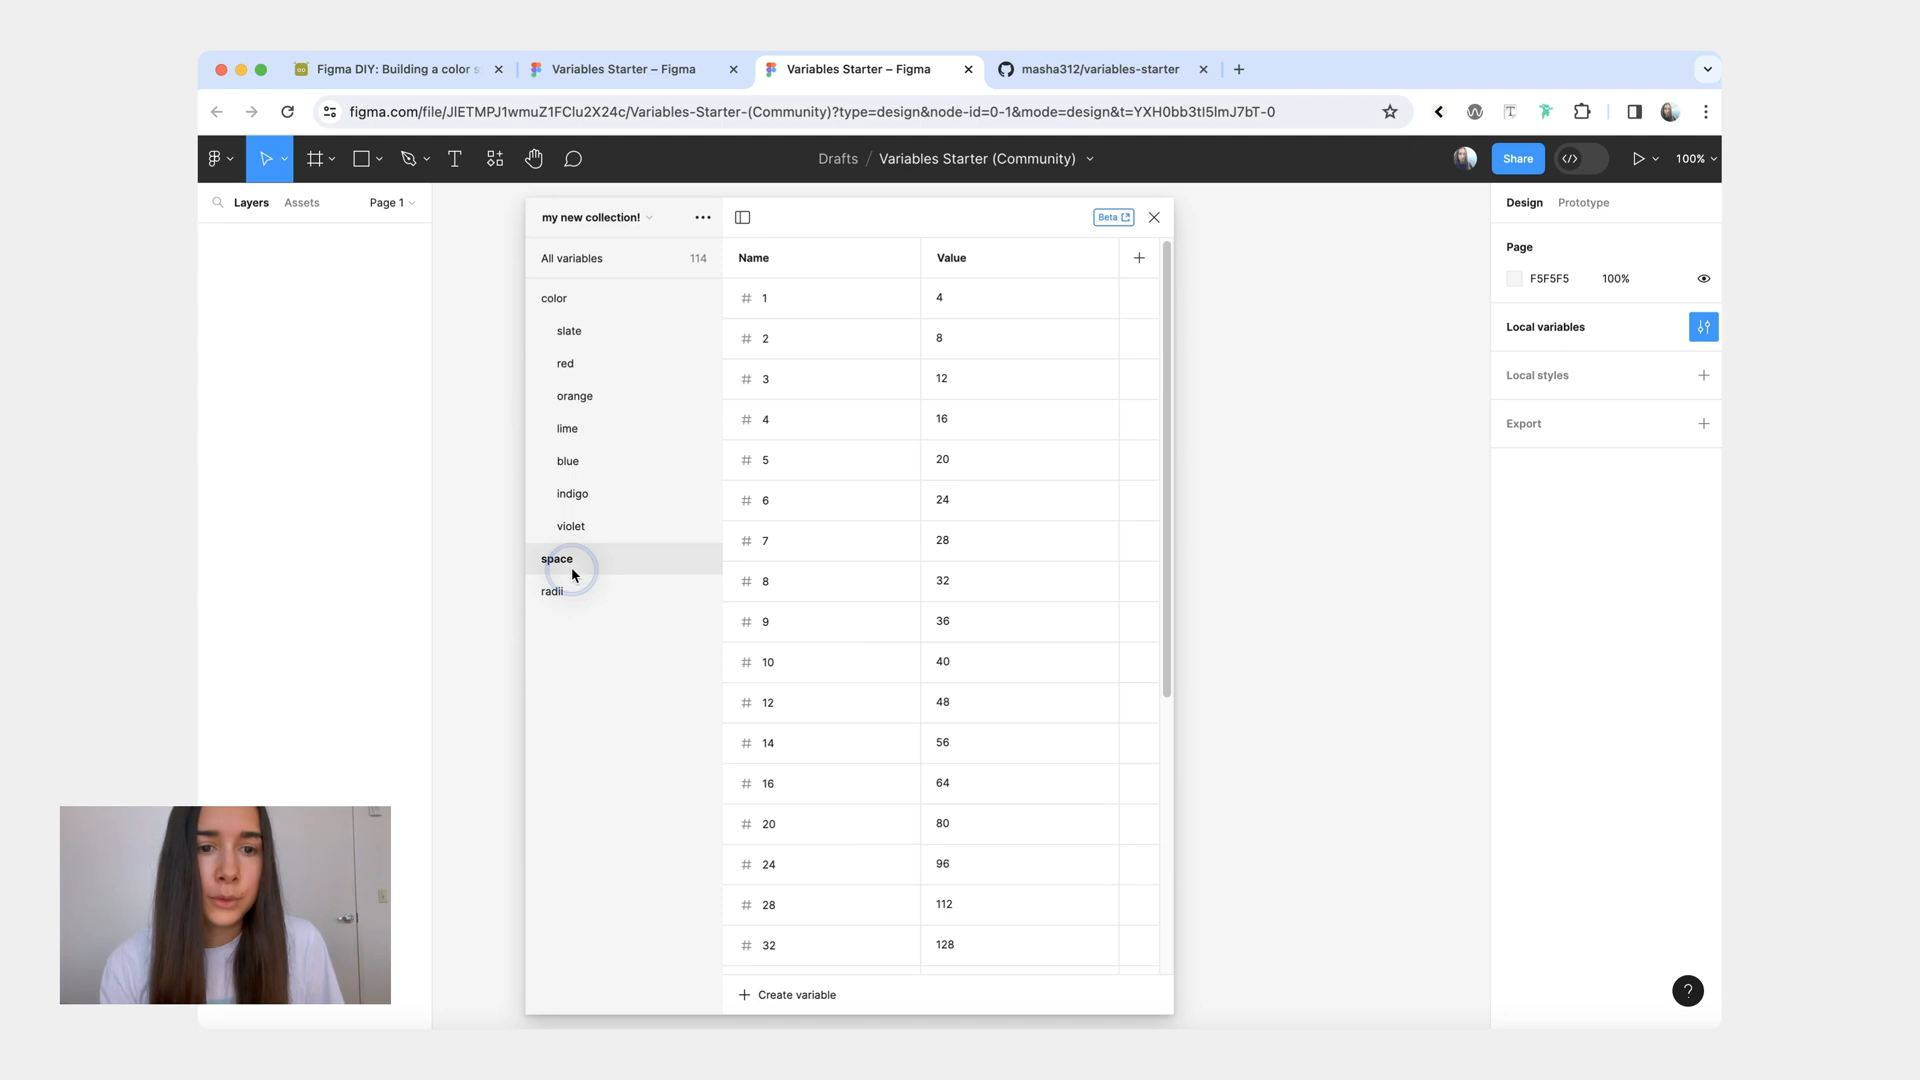 Figma DIY: Building a color s
Variables Starter – Figma
Variables Starter – Figma
masha312/variables-starter
figma.com/file/JIETMPJ1wmuZ1FClu2X24c/Variables-Starter-(Community)?type=design&node-id=0-1&mode=design&t=YXH0bb3tI5ImJ7bT-0
Drafts / Variables Starter (Community)
Share
100%
Layers Assets Page 1
my new collection!
Beta
All variables 114
color
slate
red
orange
lime
blue
indigo
violet
space
radii
Name Value
# 1 4
# 2 8
# 3 12
# 4 16
# 5 20
# 6 24
# 7 28
# 8 32
# 9 36
# 10 40
# 12 48
# 14 56
# 16 64
# 20 80
# 24 96
# 28 112
# 32 128
+ Create variable
Design Prototype
Page
F5F5F5 100%
Local variables
Local styles
Export
?